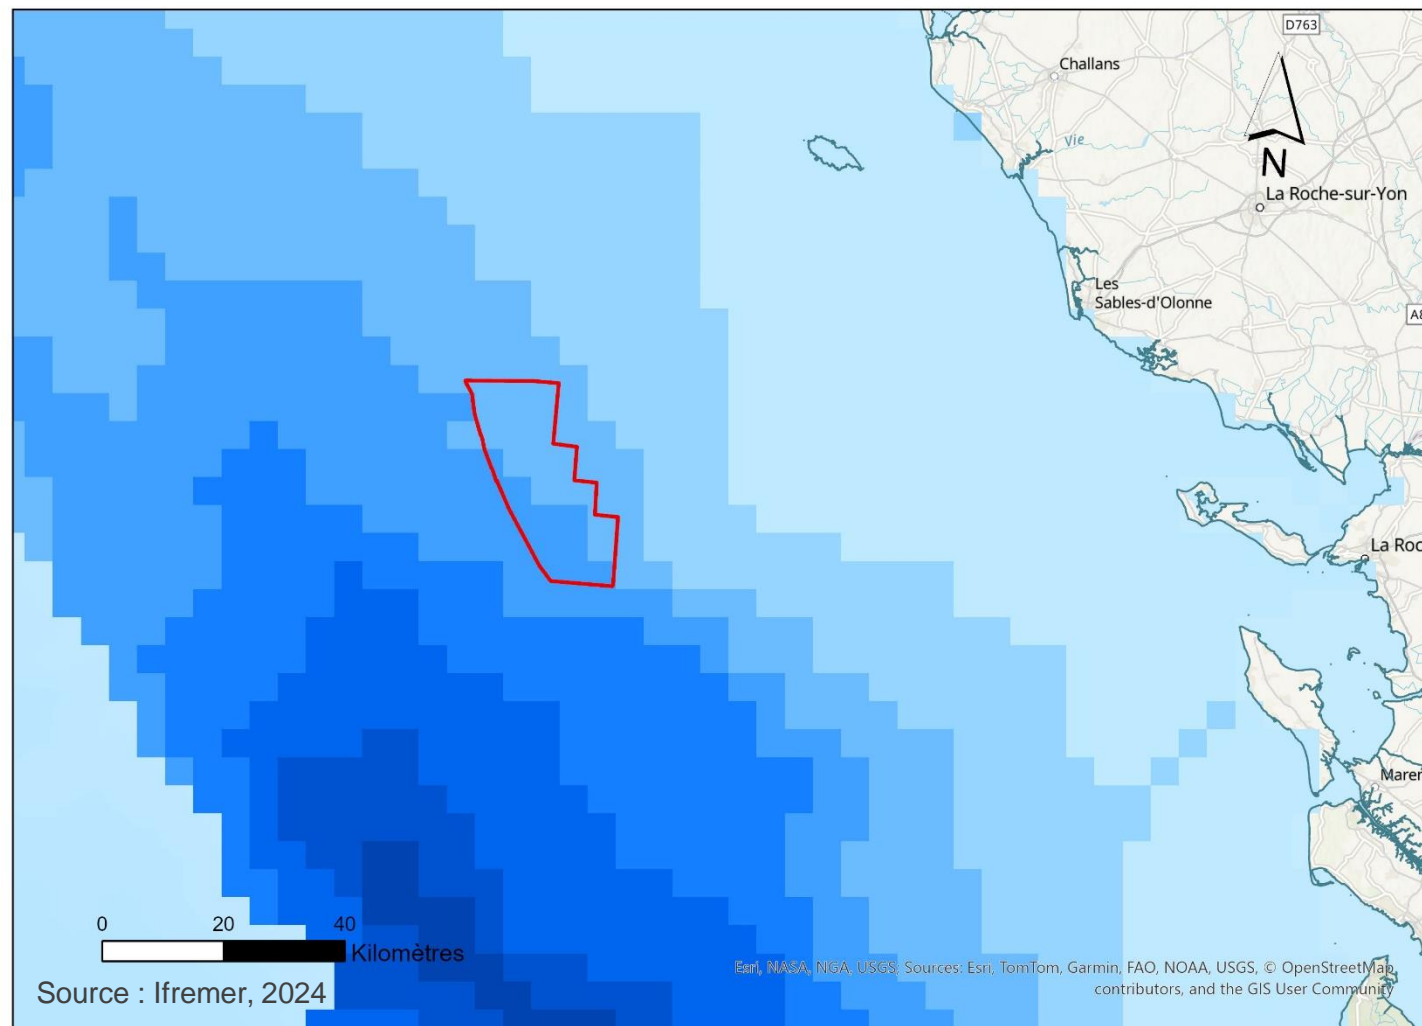 D763
Challans
Vie
N
La Roche-sur-Yon
Les
Sables-d'Olonne
A8
La Roc
Maren
0 20 40
Kilomètres
Esri, NASA, NGA, USGS, Sources: Esri, TomTom, Garmin, FAO, NOAA, USGS, © OpenStreetMap
contributors, and the GIS User Community
Source : Ifremer, 2024